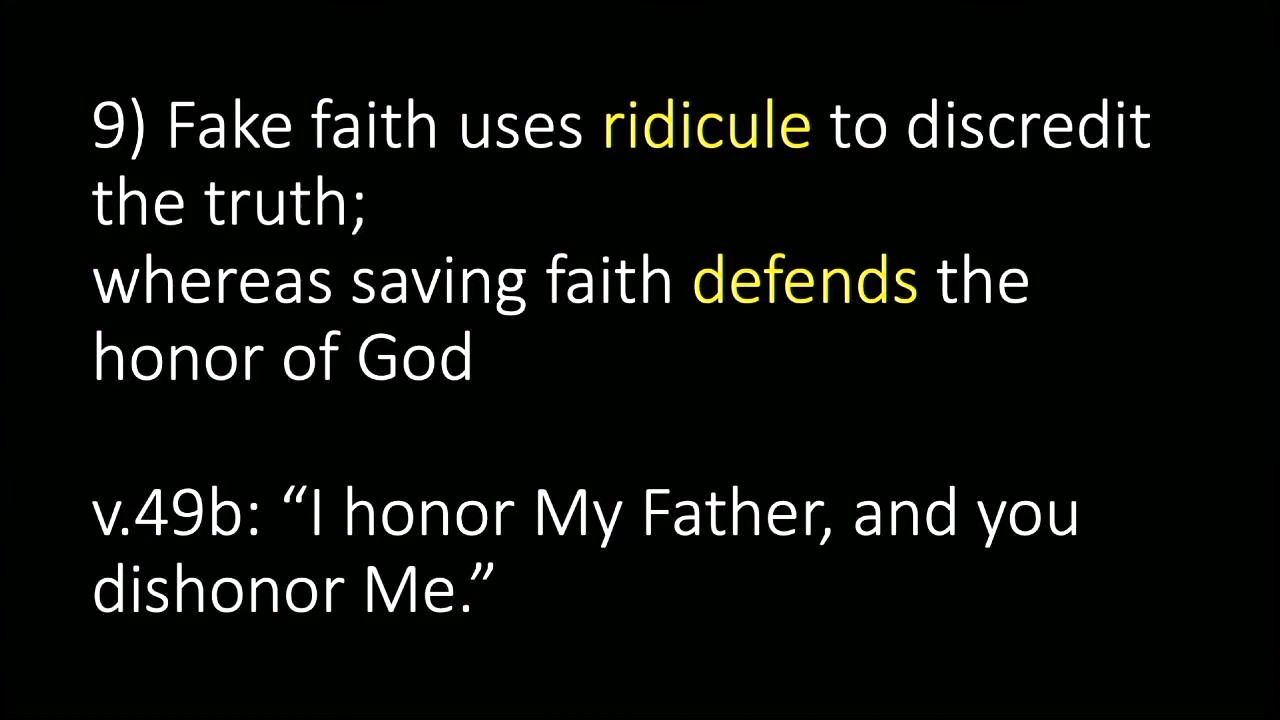 9) Fake faith uses ridicule to discredit
the truth;
whereas saving faith defends the
honor of God
v.49b: “I honor My Father, and you
dishonor Me.”